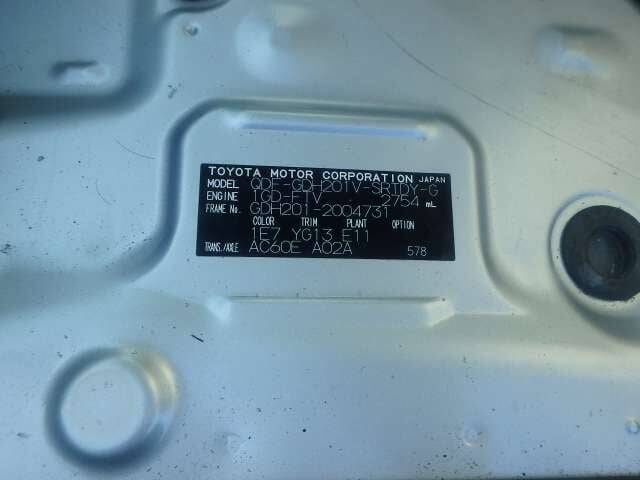 TOYOTA MOTOR CORPORATION JAPAN
MODEL QDF-GDH201V-SRTDY-G
ENGINE 1GD-FTV 2754 mL
FRAME No. GDH201-2004731
COLOR TRIM PLANT OPTION
1E7 YG13 E11
TRANS./AXLE AC60E A02A 578